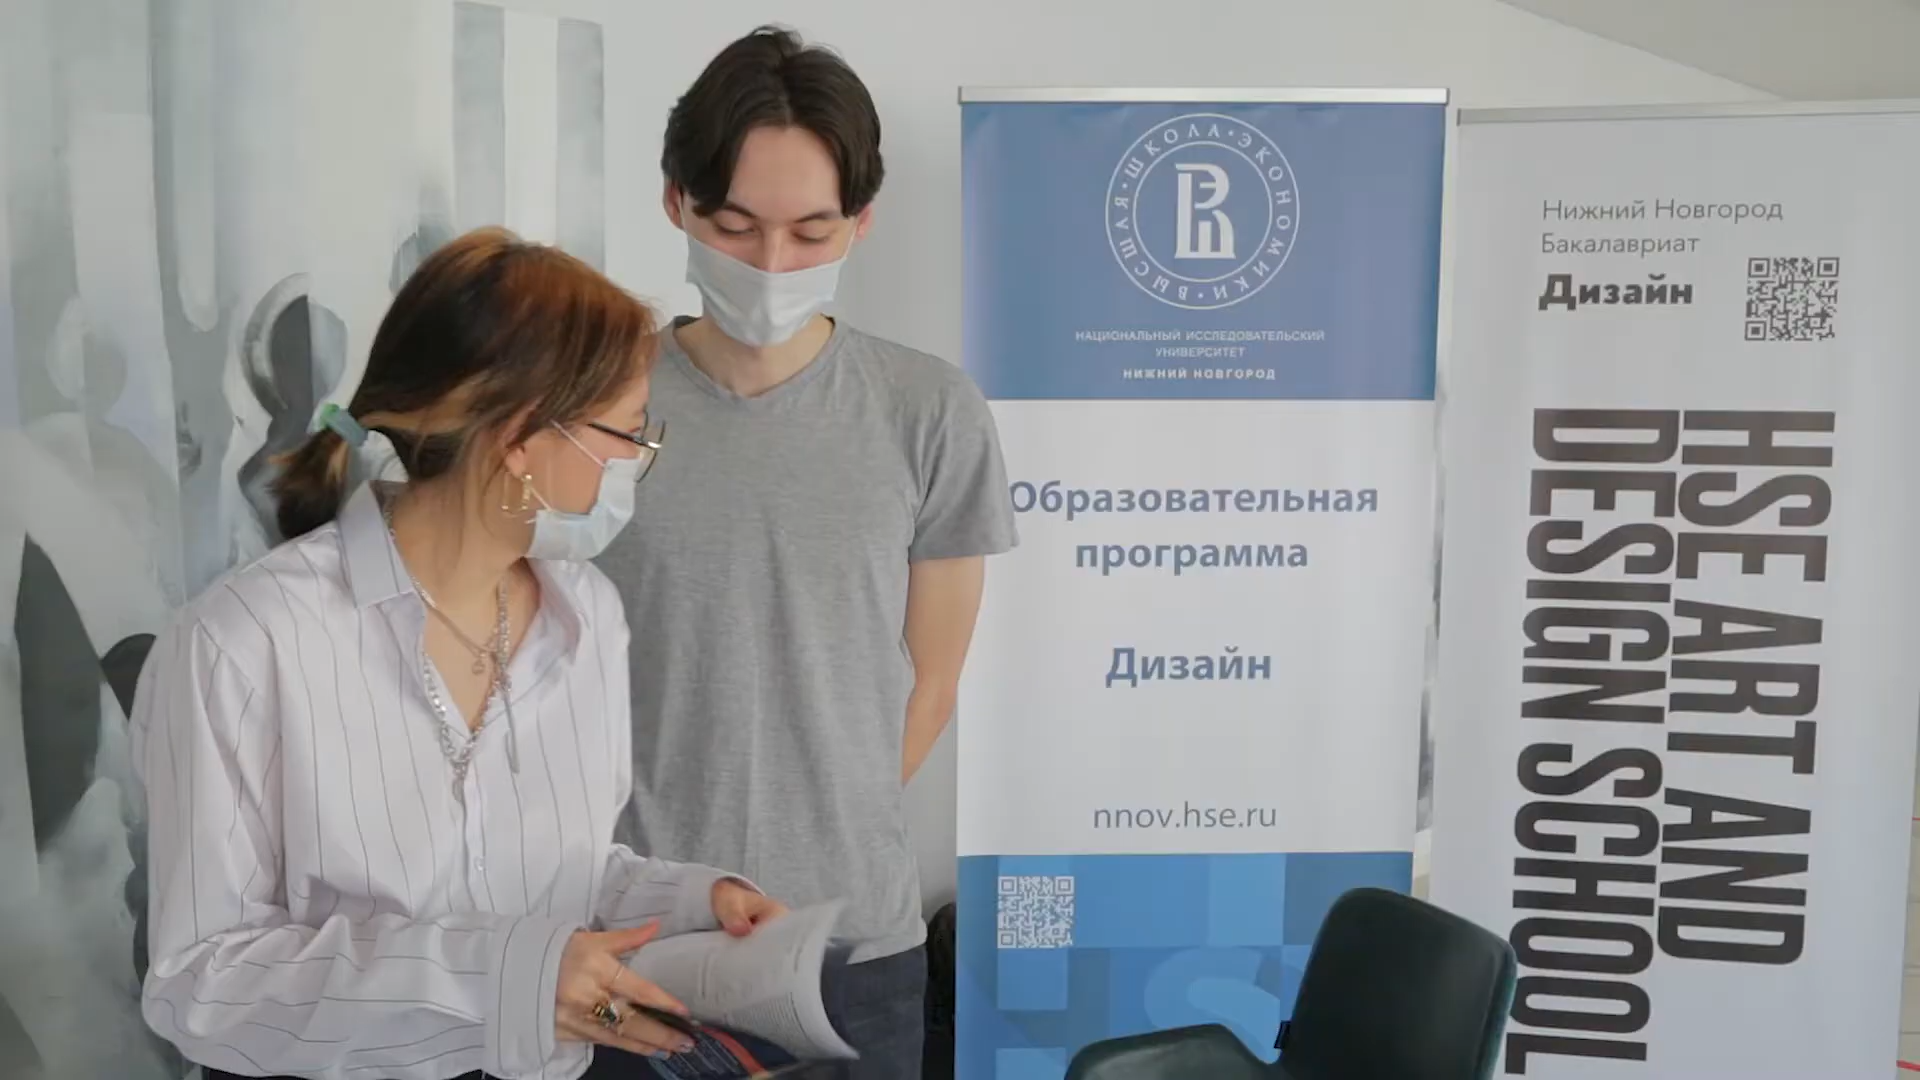 ВЫСШАЯ • ШКОЛА • ЭКОНОМИКИ •
НАЦИОНАЛЬНЫЙ ИССЛЕДОВАТЕЛЬСКИЙ
УНИВЕРСИТЕТ
НИЖНИЙ НОВГОРОД
Образовательная
программа
Дизайн
nnov.hse.ru
Нижний Новгород
Бакалавриат
Дизайн
HSE ART AND
DESIGN SCHOOL